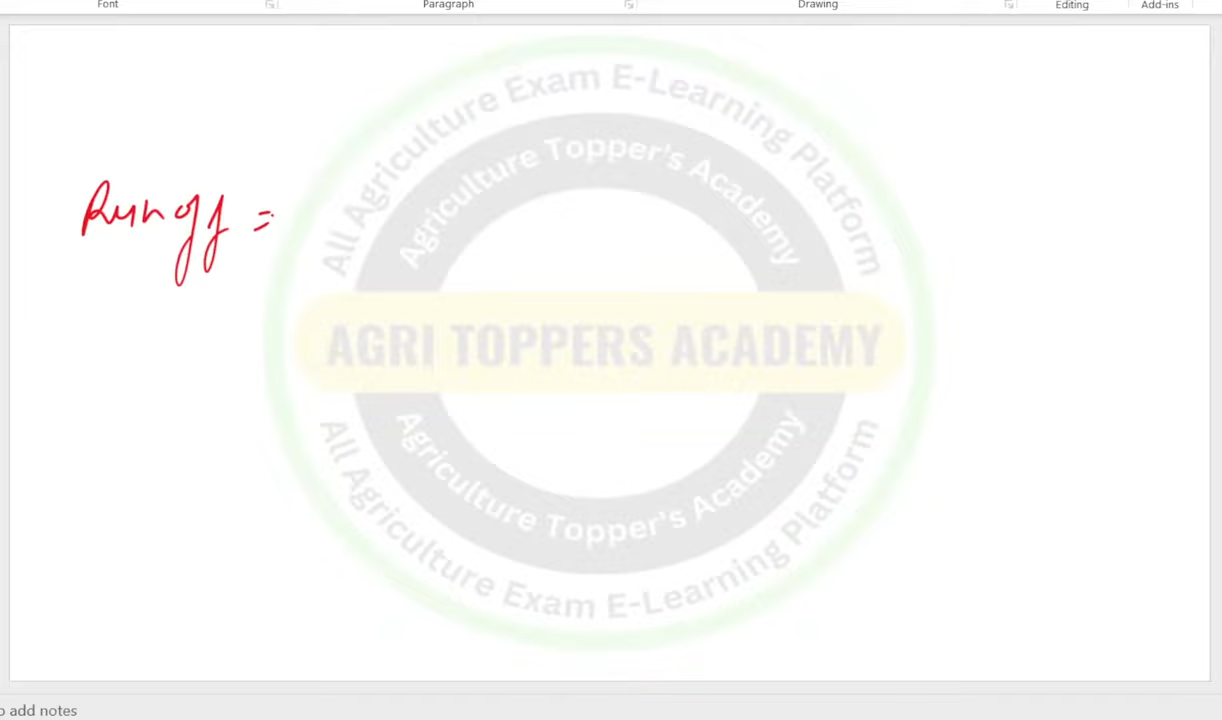 Font Paragraph Drawing Editing Add-ins
All Agriculture Exam E-Learning Platform
Agriculture Topper's Academy
Runoff =
AGRI TOPPERS ACADEMY
Agriculture Topper's Academy
All Agriculture Exam E-Learning Platform
o add notes